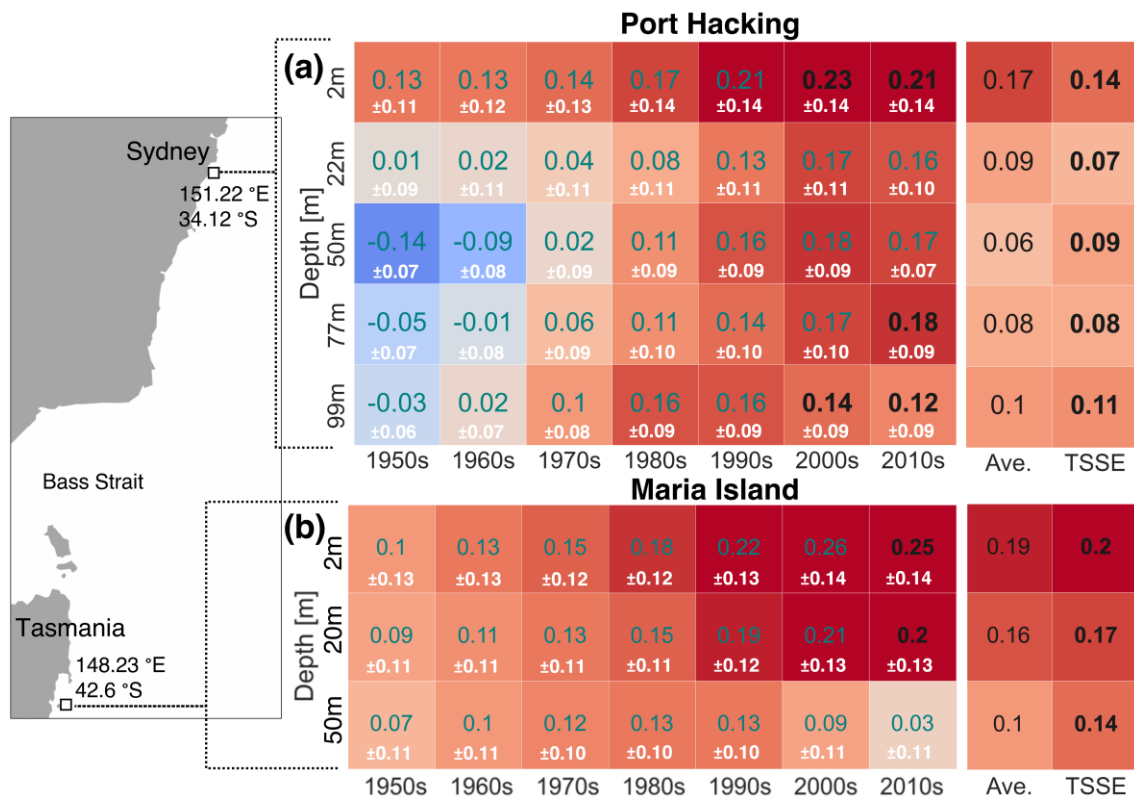 Port Hacking
(a)
2m
0.13 0.13 0.14 0.17 0.21 0.23 0.21 0.17 0.14
±0.11 ±0.12 ±0.13 ±0.14 ±0.14 ±0.14 ±0.14
22m
0.01 0.02 0.04 0.08 0.13 0.17 0.16 0.09 0.07
±0.09 ±0.11 ±0.11 ±0.11 ±0.11 ±0.11 ±0.10
Depth [m]
50m
-0.14 -0.09 0.02 0.11 0.16 0.18 0.17 0.06 0.09
±0.07 ±0.08 ±0.09 ±0.09 ±0.09 ±0.09 ±0.07
77m
-0.05 -0.01 0.06 0.11 0.14 0.17 0.18 0.08 0.08
±0.07 ±0.08 ±0.09 ±0.10 ±0.10 ±0.10 ±0.09
99m
-0.03 0.02 0.1 0.16 0.16 0.14 0.12 0.1 0.11
±0.06 ±0.07 ±0.08 ±0.09 ±0.09 ±0.09 ±0.09
1950s 1960s 1970s 1980s 1990s 2000s 2010s Ave. TSSE
Sydney
151.22 °E
34.12 °S
Bass Strait
Tasmania
148.23 °E
42.6 °S
Maria Island
(b)
2m
0.1 0.13 0.15 0.18 0.22 0.26 0.25 0.19 0.2
±0.13 ±0.13 ±0.12 ±0.12 ±0.13 ±0.14 ±0.14
Depth [m]
20m
0.09 0.11 0.13 0.15 0.19 0.21 0.2 0.16 0.17
±0.11 ±0.11 ±0.11 ±0.11 ±0.12 ±0.13 ±0.13
50m
0.07 0.1 0.12 0.13 0.13 0.09 0.03 0.1 0.14
±0.11 ±0.11 ±0.10 ±0.10 ±0.10 ±0.10 ±0.11
1950s 1960s 1970s 1980s 1990s 2000s 2010s Ave. TSSE